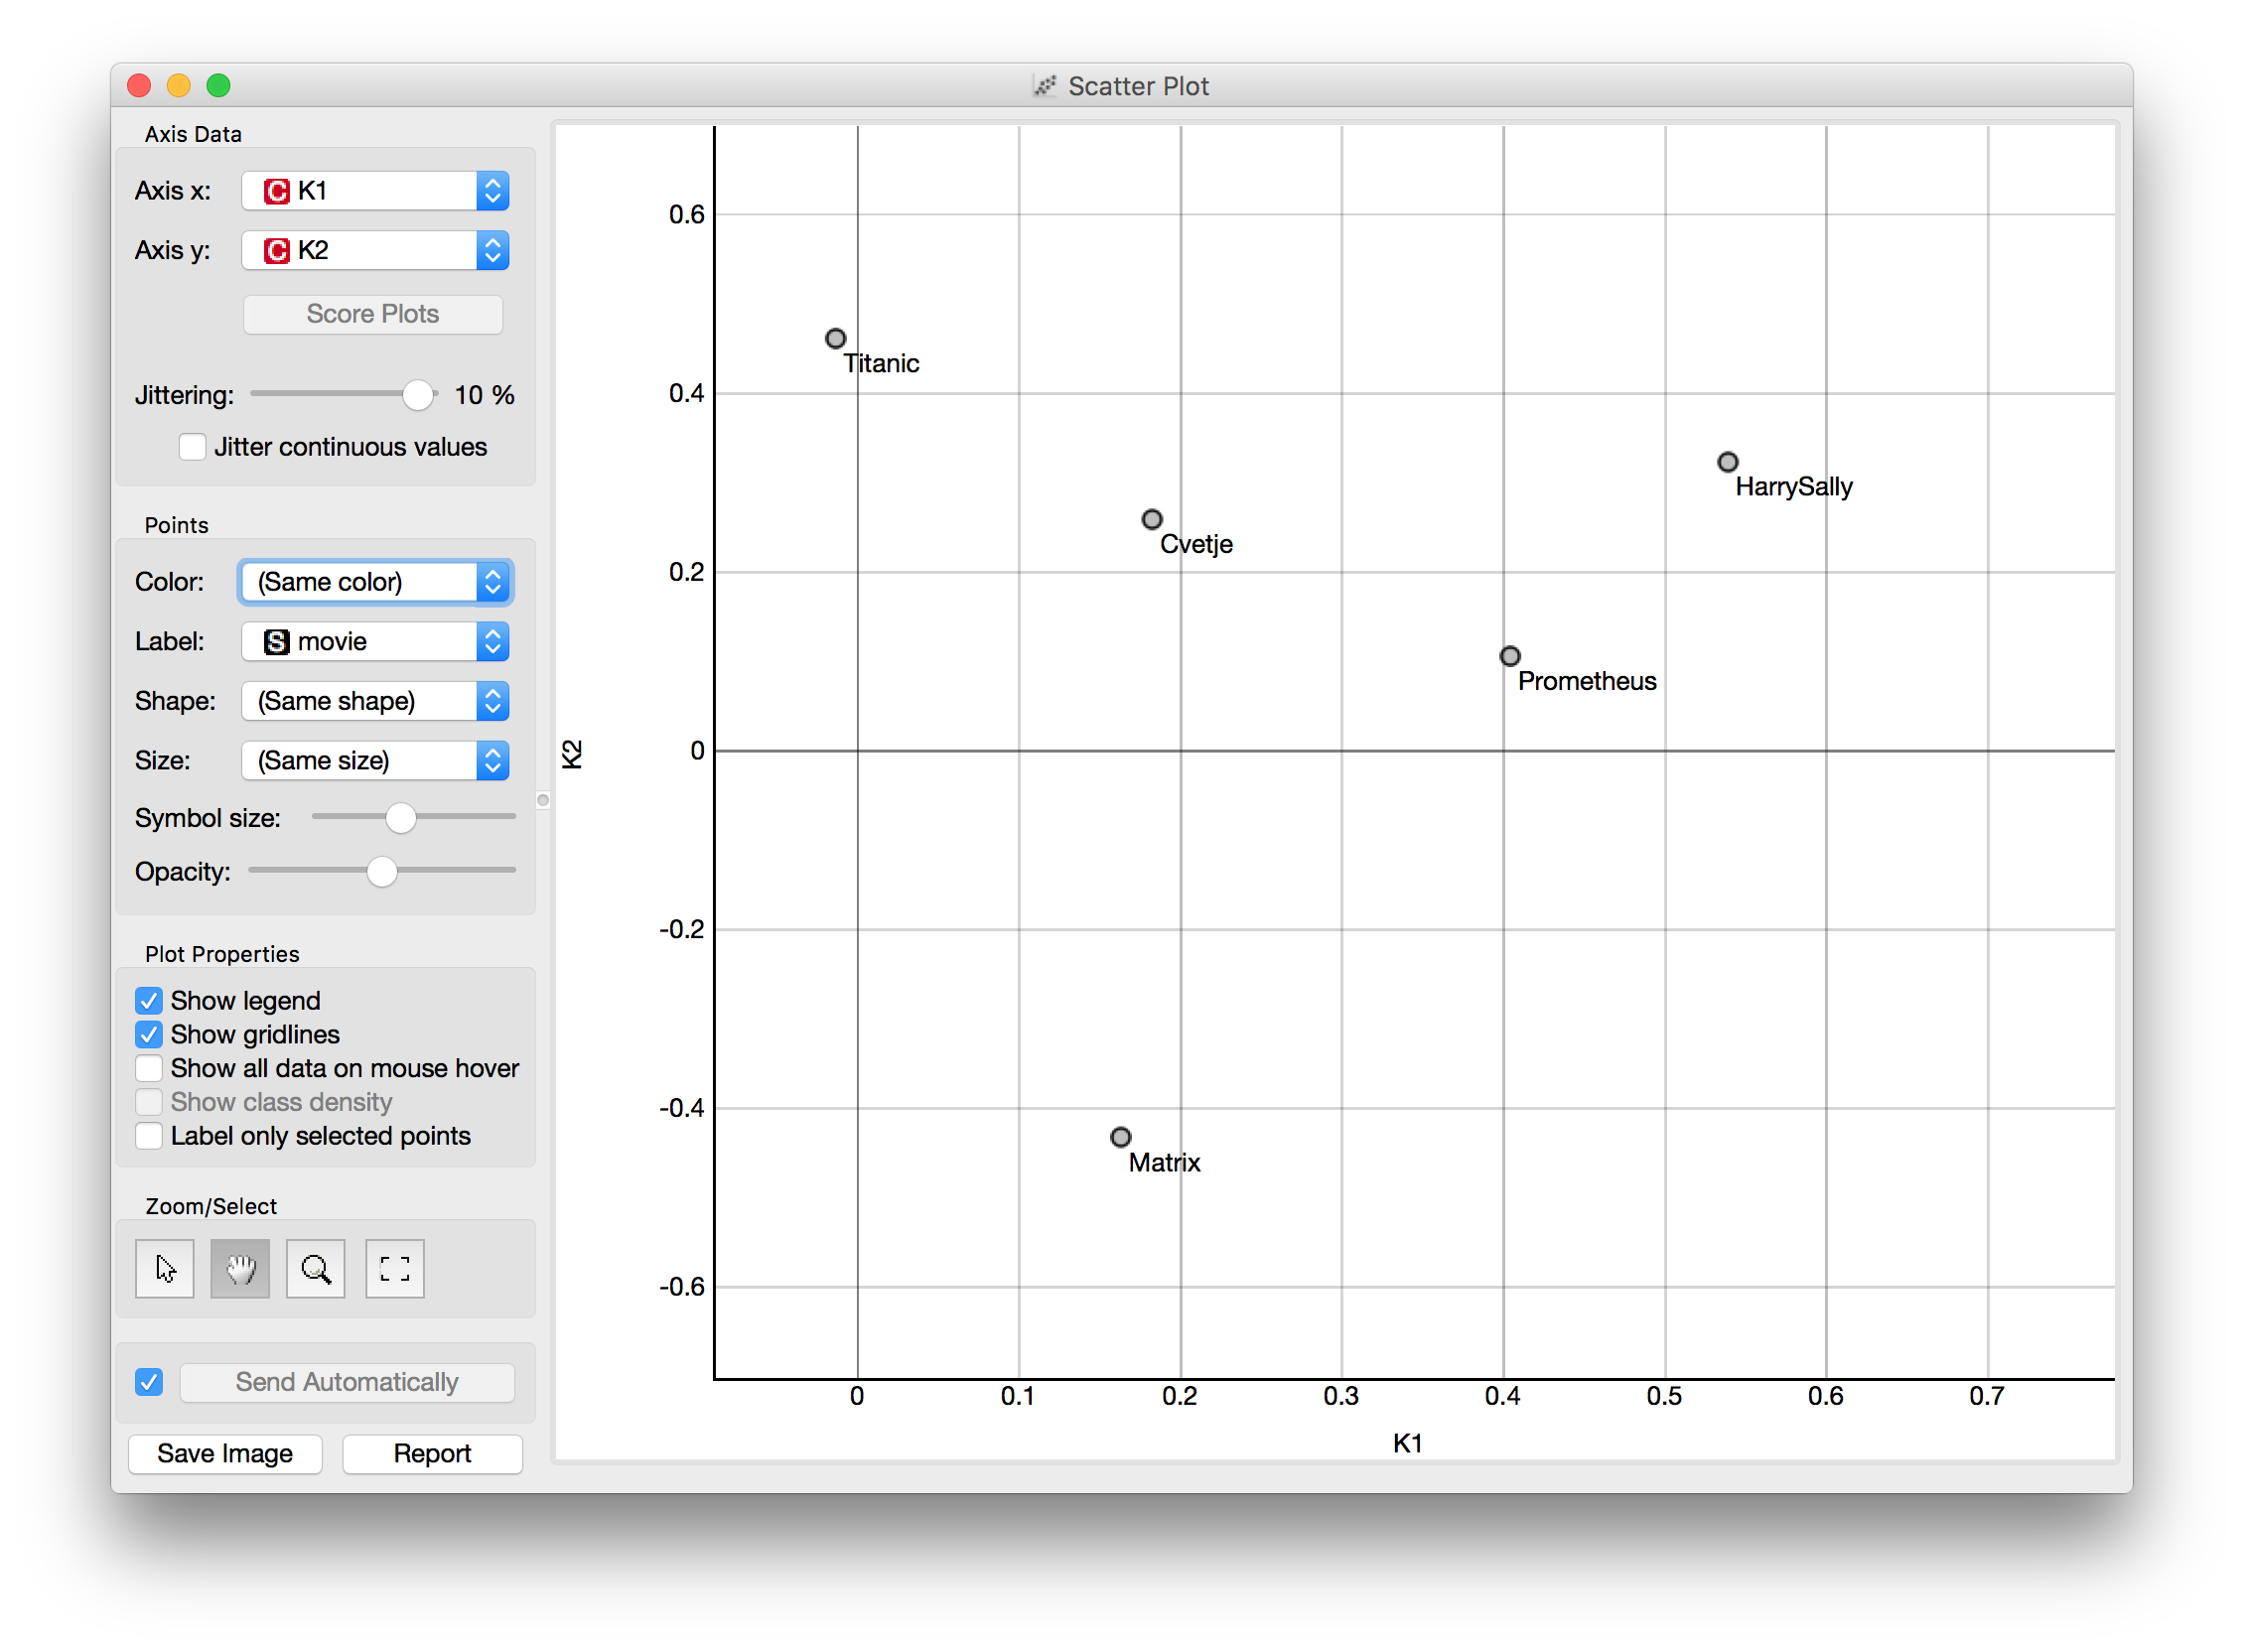 Scatter Plot
Axis Data
Axis x: C K1
Axis y: C K2
Score Plots
Jittering: 10 %
Jitter continuous values
Points
Color: (Same color)
Label: S movie
Shape: (Same shape)
Size: (Same size)
Symbol size:
Opacity:
Plot Properties
Show legend
Show gridlines
Show all data on mouse hover
Show class density
Label only selected points
Zoom/Select
Send Automatically
Save Image Report
K2
0.6
0.4
0.2
0
-0.2
-0.4
-0.6
Titanic
HarrySally
Cvetje
Prometheus
Matrix
0 0.1 0.2 0.3 0.4 0.5 0.6 0.7
K1